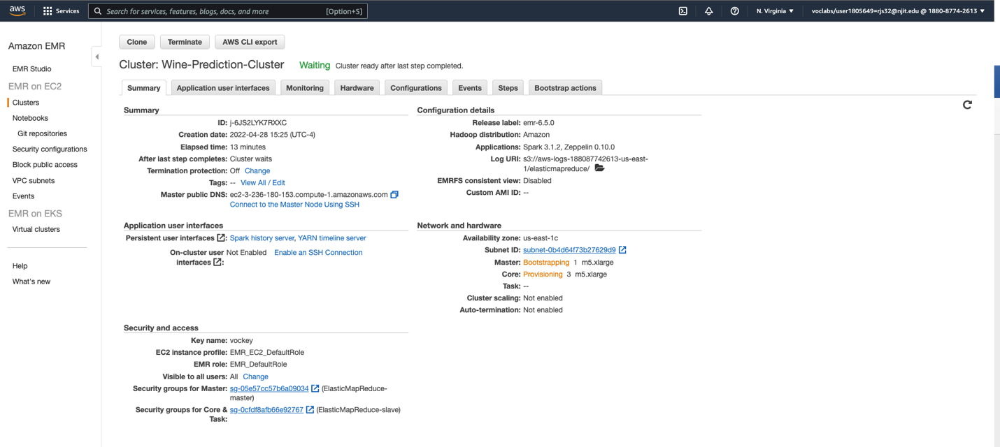 aws
Services
Search for services, features, blogs, docs, and more [Option+S]
N. Virginia
voclabs/user1805649=rjs32@njit.edu @ 1880-8774-2613
Amazon EMR
EMR Studio
EMR on EC2
Clusters
Notebooks
Git repositories
Security configurations
Block public access
VPC subnets
Events
EMR on EKS
Virtual clusters
Help
What's new
Clone Terminate AWS CLI export
Cluster: Wine-Prediction-Cluster Waiting Cluster ready after last step completed.
Summary Application user interfaces Monitoring Hardware Configurations Events Steps Bootstrap actions
Summary
ID: j-6JS2LYK7RXXC
Creation date: 2022-04-28 15:25 (UTC-4)
Elapsed time: 13 minutes
After last step completes: Cluster waits
Termination protection: Off Change
Tags: -- View All / Edit
Master public DNS: ec2-3-236-180-153.compute-1.amazonaws.com
Connect to the Master Node Using SSH
Configuration details
Release label: emr-6.5.0
Hadoop distribution: Amazon
Applications: Spark 3.1.2, Zeppelin 0.10.0
Log URI: s3://aws-logs-188087742613-us-east-
1/elasticmapreduce/
EMRFS consistent view: Disabled
Custom AMI ID: --
Application user interfaces
Persistent user interfaces : Spark history server, YARN timeline server
On-cluster user Not Enabled Enable an SSH Connection
interfaces :
Network and hardware
Availability zone: us-east-1c
Subnet ID: subnet-0b4d64f73b27629d9
Master: Bootstrapping 1 m5.xlarge
Core: Provisioning 3 m5.xlarge
Task: --
Cluster scaling: Not enabled
Auto-termination: Not enabled
Security and access
Key name: vockey
EC2 instance profile: EMR_EC2_DefaultRole
EMR role: EMR_DefaultRole
Visible to all users: All Change
Security groups for Master: sg-05e57cc57b6a09034 (ElasticMapReduce-
master)
Security groups for Core & sg-0cfdf8afb66e92767 (ElasticMapReduce-slave)
Task: